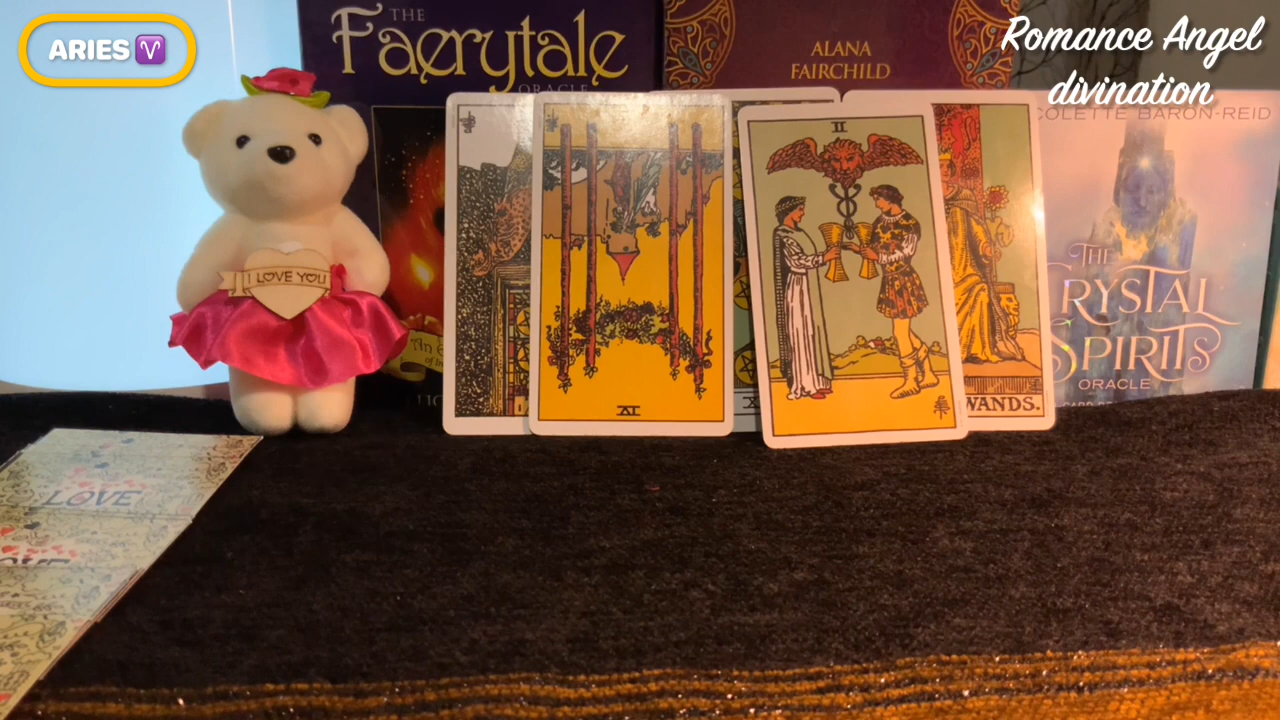 ARIES ♈
Romance Angel
divination
THE
Faerytale
ORACLE
ALANA
FAIRCHILD
COLETTE BARON-REID
II
I LOVE YOU
THE
CRYSTAL
SPIRITS
ORACLE
WANDS.
IV
X
LOVE